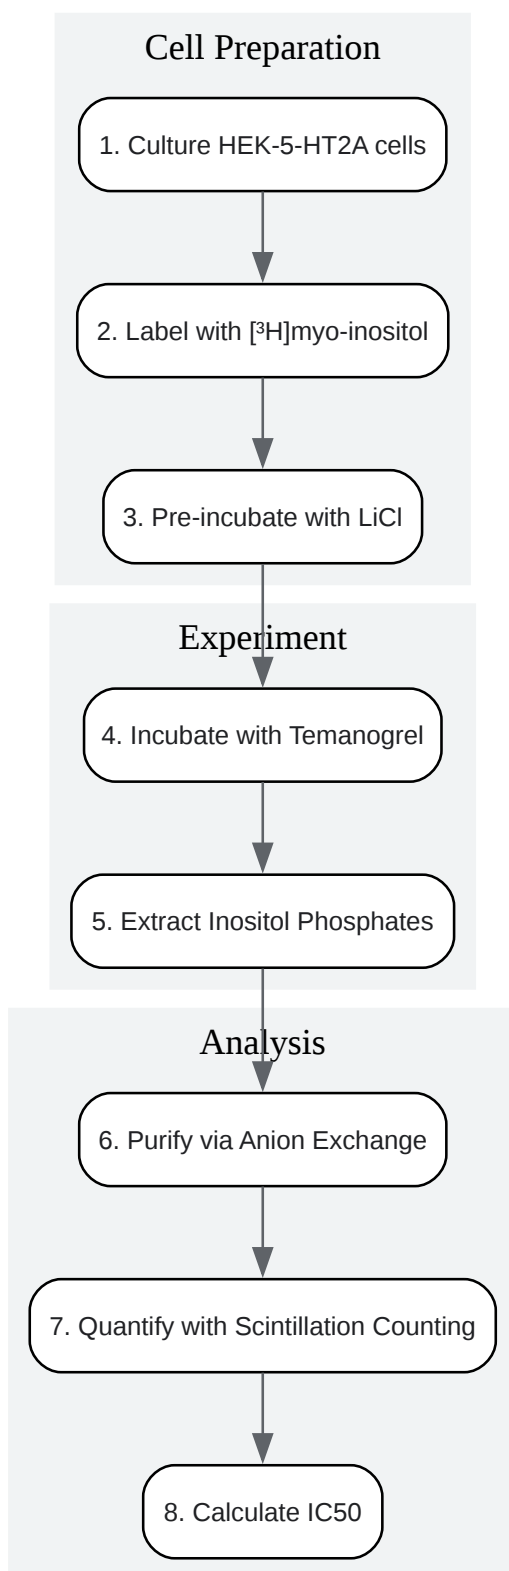 Cell Preparation
1. Culture HEK-5-HT2A cells
2. Label with [³H]myo-inositol
3. Pre-incubate with LiCl
Experiment
4. Incubate with Temanogrel
5. Extract Inositol Phosphates
Analysis
6. Purify via Anion Exchange
7. Quantify with Scintillation Counting
8. Calculate IC50